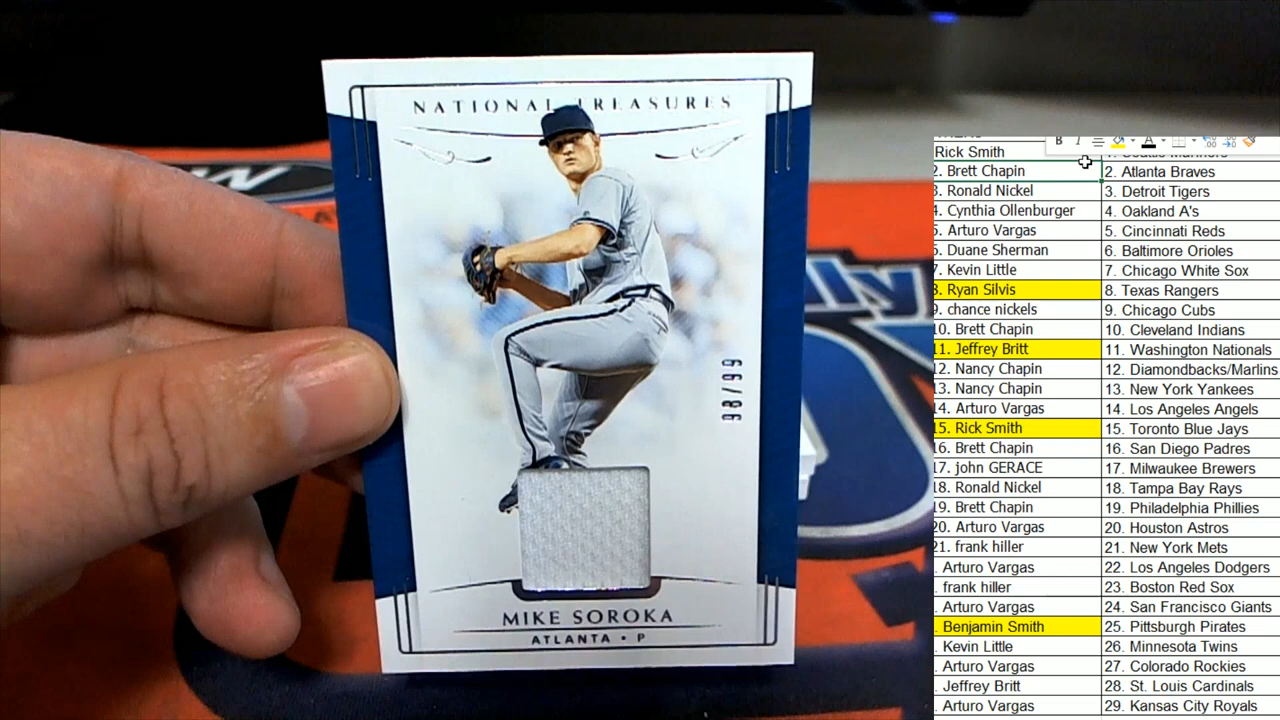 NATIONAL TREASURES
98/99
MIKE SOROKA
ATLANTA • P
B I A
Rick Smith
2. Brett Chapin 2. Atlanta Braves
3. Ronald Nickel 3. Detroit Tigers
4. Cynthia Ollenburger 4. Oakland A's
5. Arturo Vargas 5. Cincinnati Reds
6. Duane Sherman 6. Baltimore Orioles
7. Kevin Little 7. Chicago White Sox
8. Ryan Silvis 8. Texas Rangers
9. chance nickels 9. Chicago Cubs
10. Brett Chapin 10. Cleveland Indians
11. Jeffrey Britt 11. Washington Nationals
12. Nancy Chapin 12. Diamondbacks/Marlins
13. Nancy Chapin 13. New York Yankees
14. Arturo Vargas 14. Los Angeles Angels
15. Rick Smith 15. Toronto Blue Jays
16. Brett Chapin 16. San Diego Padres
17. john GERACE 17. Milwaukee Brewers
18. Ronald Nickel 18. Tampa Bay Rays
19. Brett Chapin 19. Philadelphia Phillies
20. Arturo Vargas 20. Houston Astros
21. frank hiller 21. New York Mets
Arturo Vargas 22. Los Angeles Dodgers
frank hiller 23. Boston Red Sox
Arturo Vargas 24. San Francisco Giants
Benjamin Smith 25. Pittsburgh Pirates
Kevin Little 26. Minnesota Twins
Arturo Vargas 27. Colorado Rockies
Jeffrey Britt 28. St. Louis Cardinals
Arturo Vargas 29. Kansas City Royals